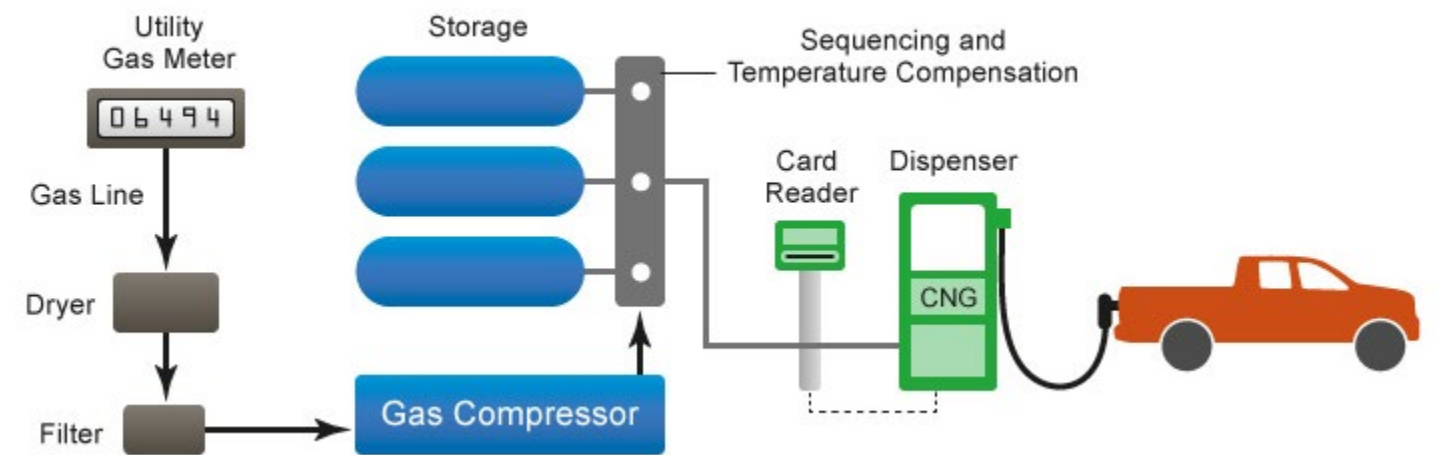 Utility
Gas Meter
06494
Gas Line
Dryer
Filter
Gas Compressor
Storage
Sequencing and
Temperature Compensation
Card
Reader
Dispenser
CNG